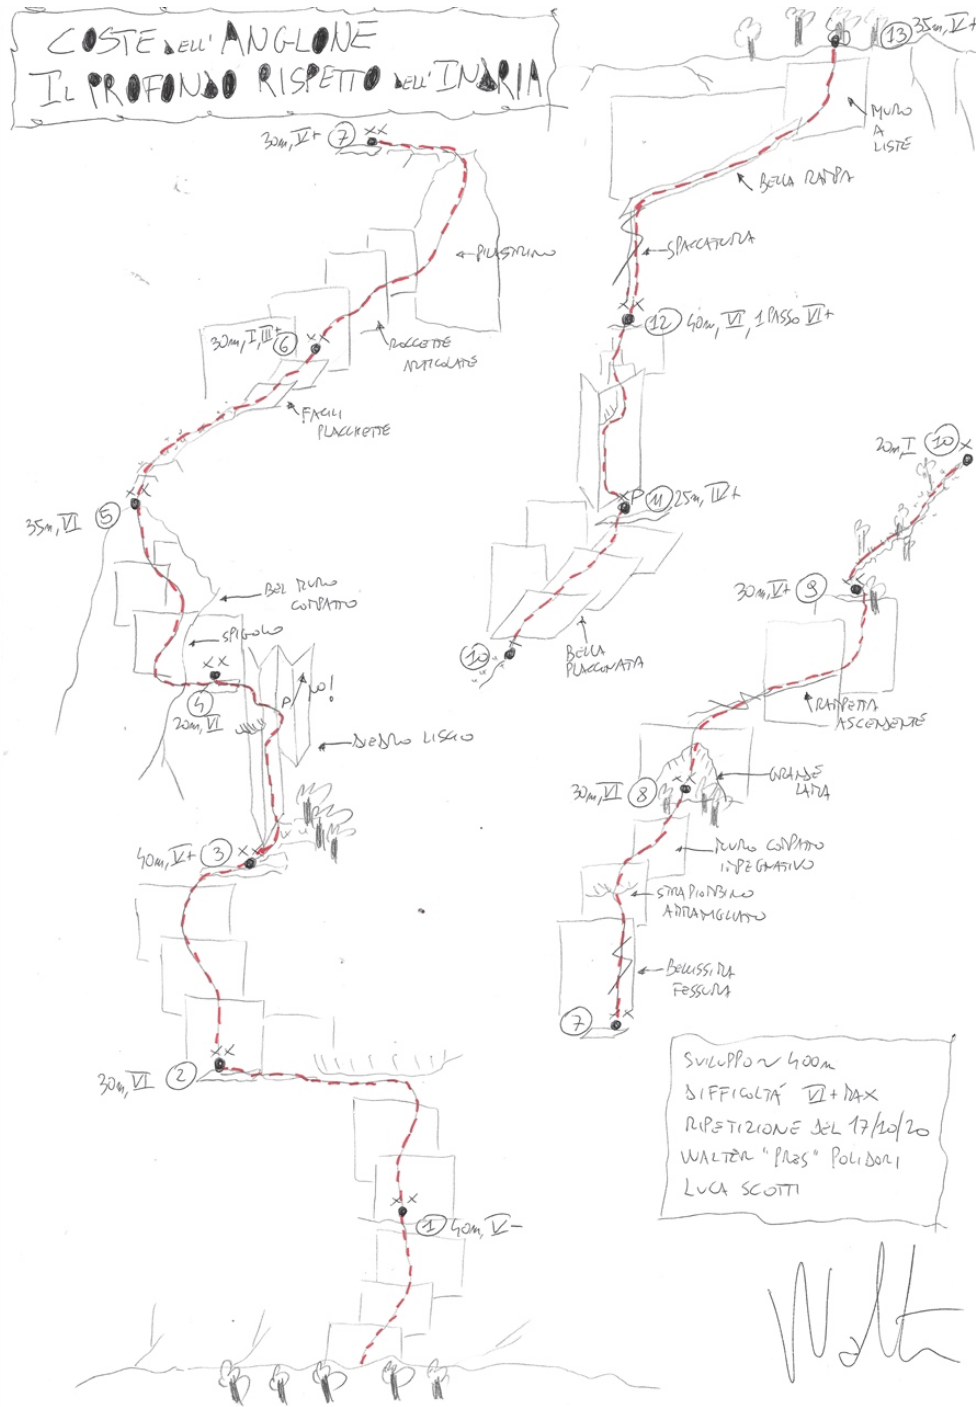 COSTE DELL'ANGLONE
IL PROFONDO RISPETTO DELL'INDRIA
30m, V+ 7
PILASTRINO
30m, I, III+ 6
ROCCETTE
ARTICOLATE
FACILI
PLACCHETTE
35m, VI 5
BEL MURO
COMPATTO
SPIGOLO
4
20m, VI
P
NO!
DIEDRO LISCIO
40m, V+ 3
30m, VI 2
1 40m, V-
13 35m, V+
MURO
A
LISTE
BELLA RAMPA
SPACCATURA
12 40m, VI, 1 PASSO VI+
P
11 25m, IV+
10
BELLA
PLACCONATA
20m, I 10
30m, V+ 9
RAMPETTA
ASCENDENTE
GRANDE
LAMA
30m, VI 8
MURO COMPATTO
IMPEGNATIVO
STRAPIOMBINO
AMMANIGLIATO
BELLISSIMA
FESSURA
7
SVILUPPO ~ 400m
DIFFICOLTÀ VI+ MAX
RIPETIZIONE DEL 17/10/20
WALTER "PRES" POLIDORI
LUCA SCOTTI
Walter